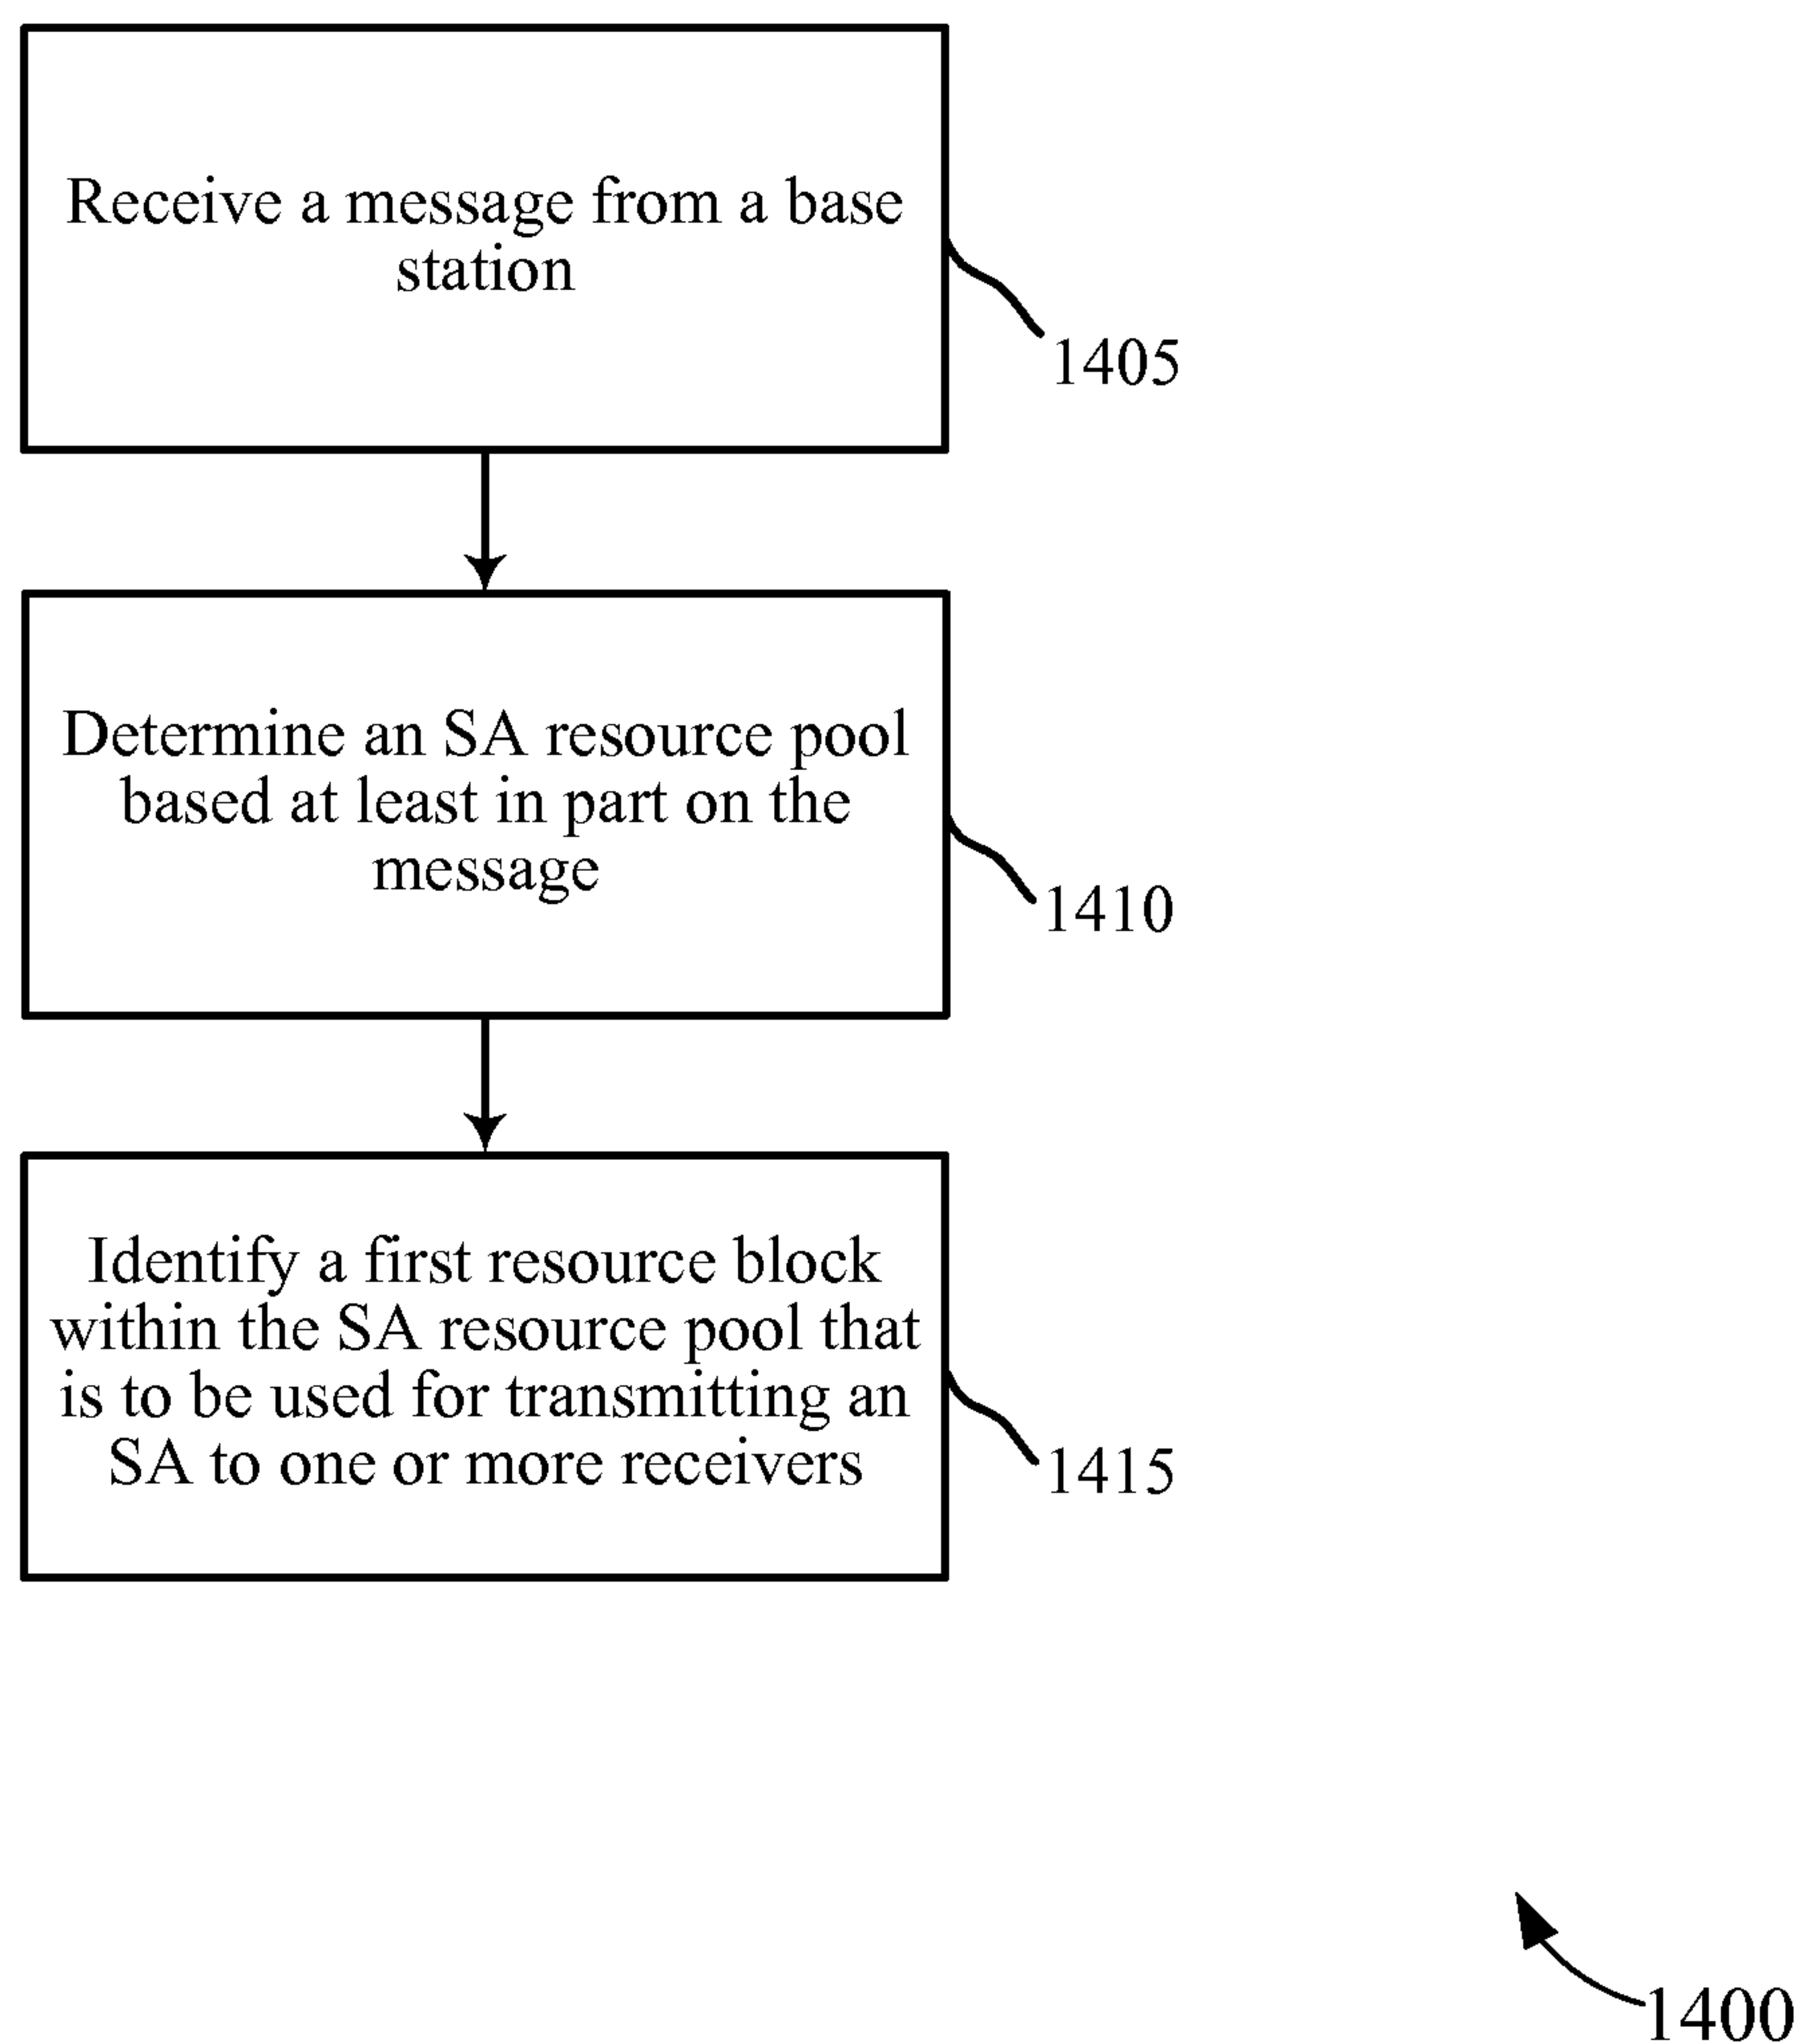 Receive a message from a base
station
1405
Determine an SA resource pool
based at least in part on the
message
1410
Identify a first resource block
within the SA resource pool that
is to be used for transmitting an
SA to one or more receivers
1415
1400